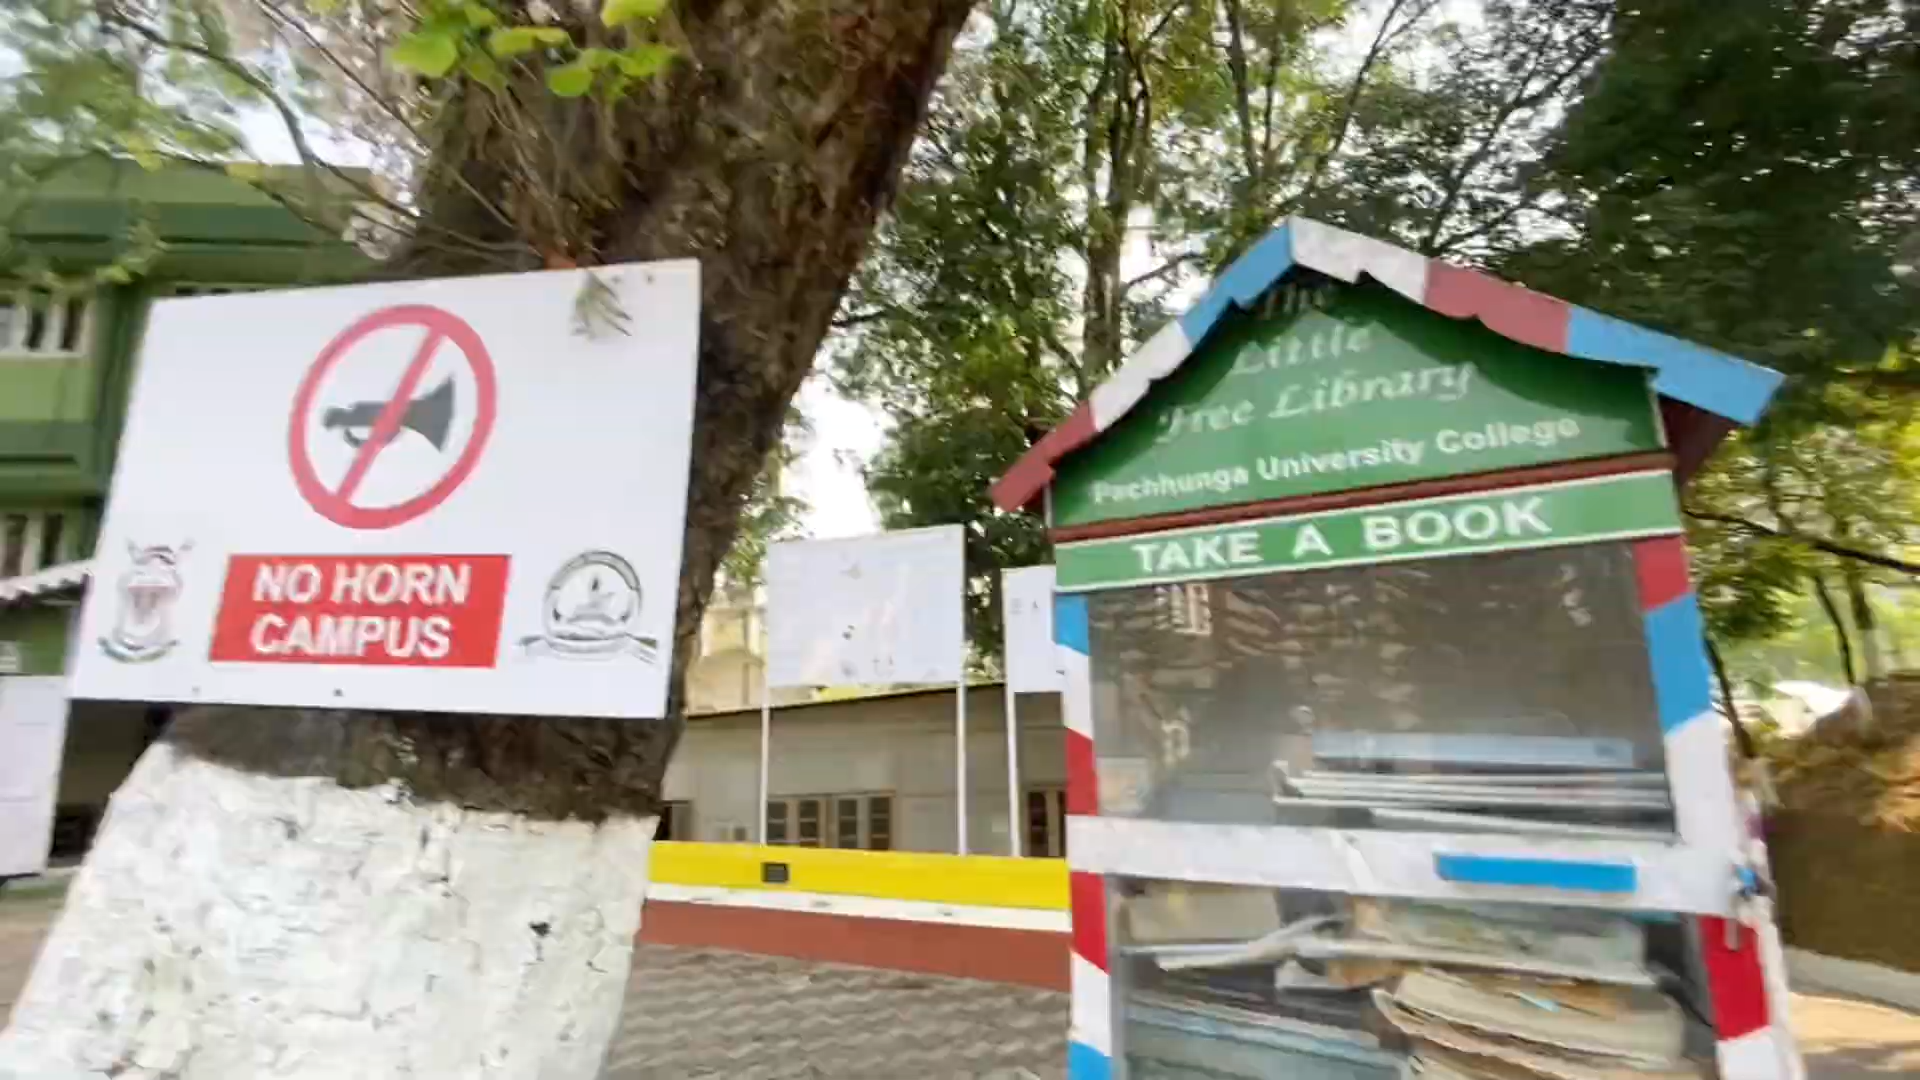 NO HORN
CAMPUS
The
Little
Free Library
Pachhunga University College
TAKE A BOOK